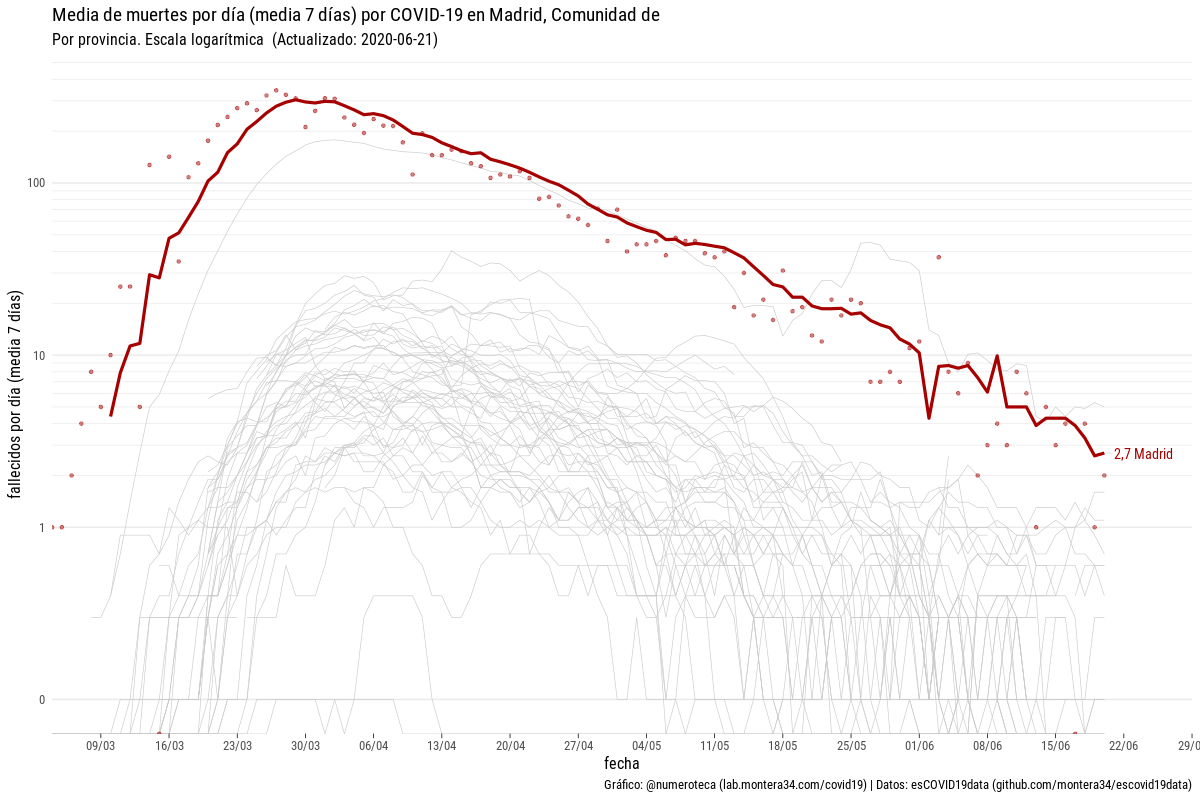 Media de muertes por día (media 7 días) por COVID-19 en Madrid, Comunidad de
Por provincia. Escala logarítmica  (Actualizado: 2020-06-21)
fallecidos por día (media  7 días)
100
10
1
0
2,7 Madrid
09/03 16/03 23/03 30/03 06/04 13/04 20/04 27/04 04/05 11/05 18/05 25/05 01/06 08/06 15/06 22/06 29/0
fecha
Gráfico: @numeroteca (lab.montera34.com/covid19) | Datos: esCOVID19data (github.com/montera34/escovid19data)